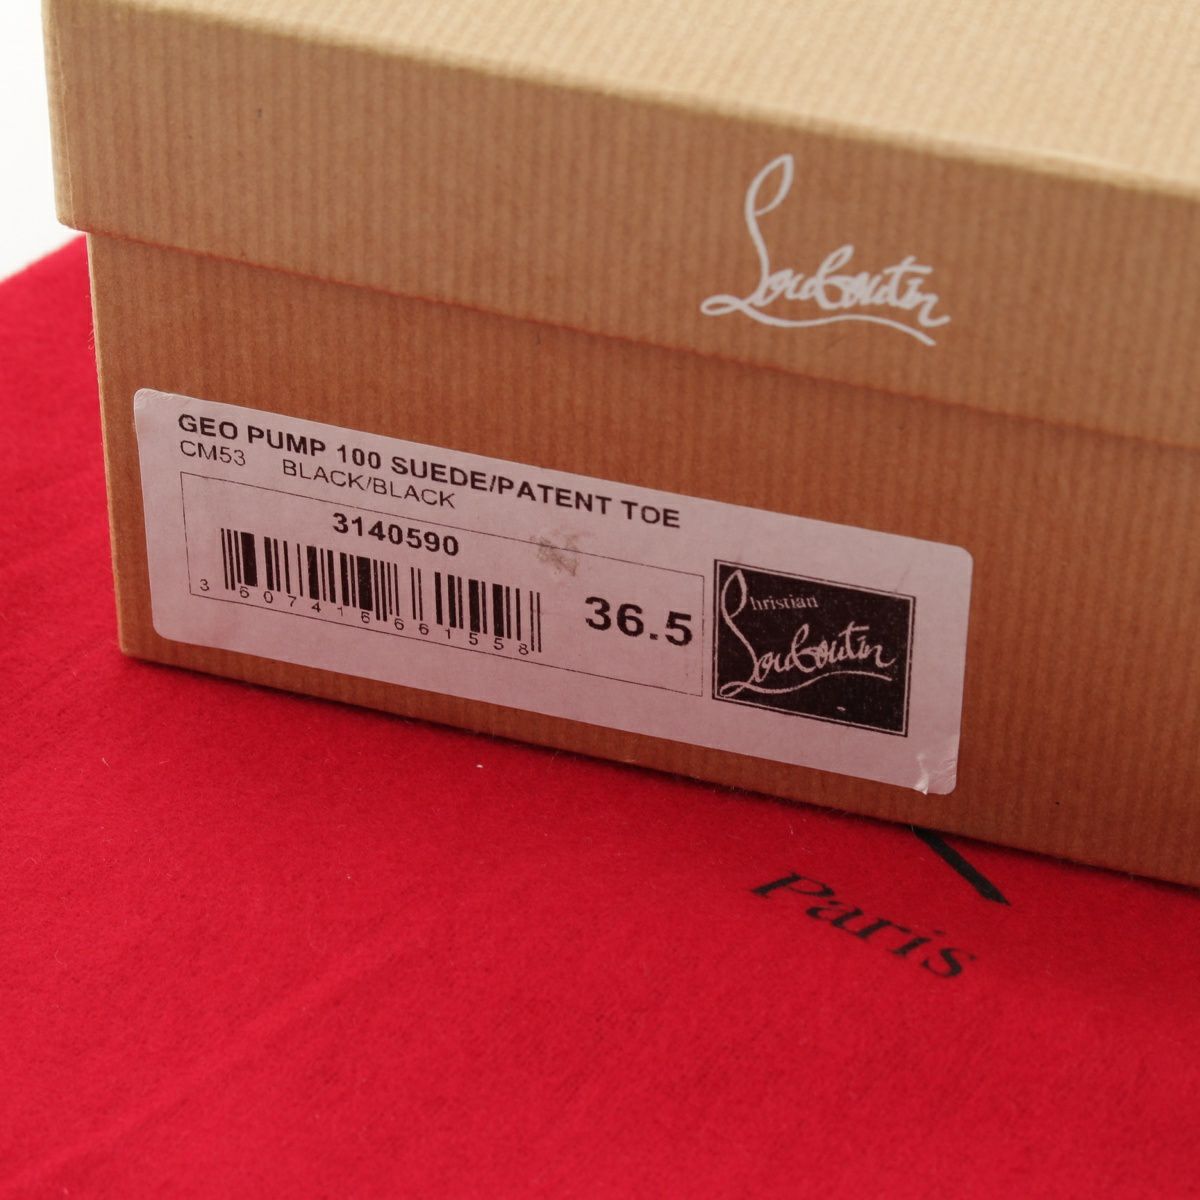 Louboutin
GEO PUMP 100 SUEDE/PATENT TOE
CM53 BLACK/BLACK
3140590
3 607416 661558
36.5
Christian
Louboutin
Paris